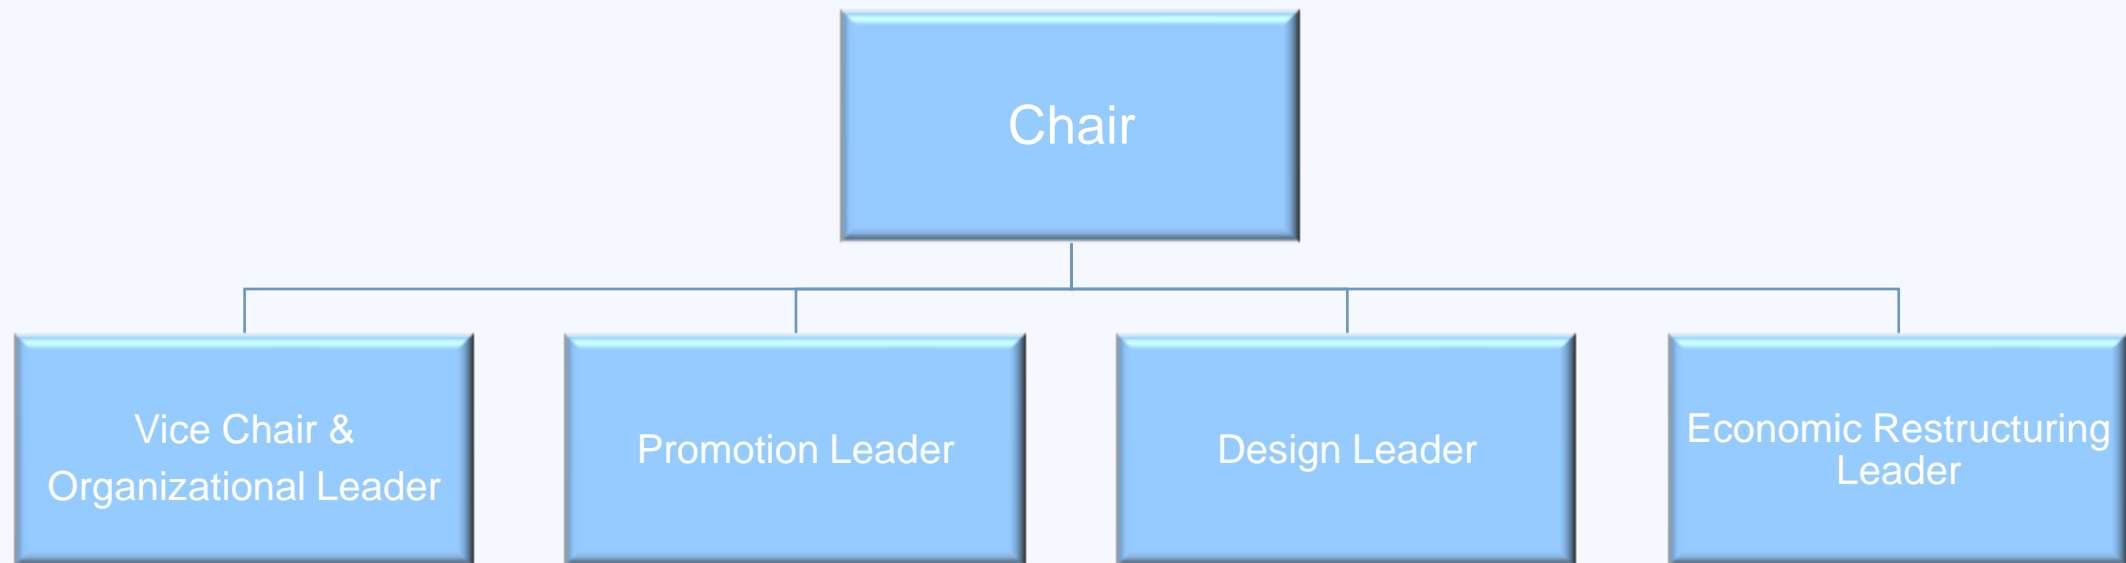 Chair
Vice Chair &
Organizational Leader
Promotion Leader
Design Leader
Economic Restructuring
Leader